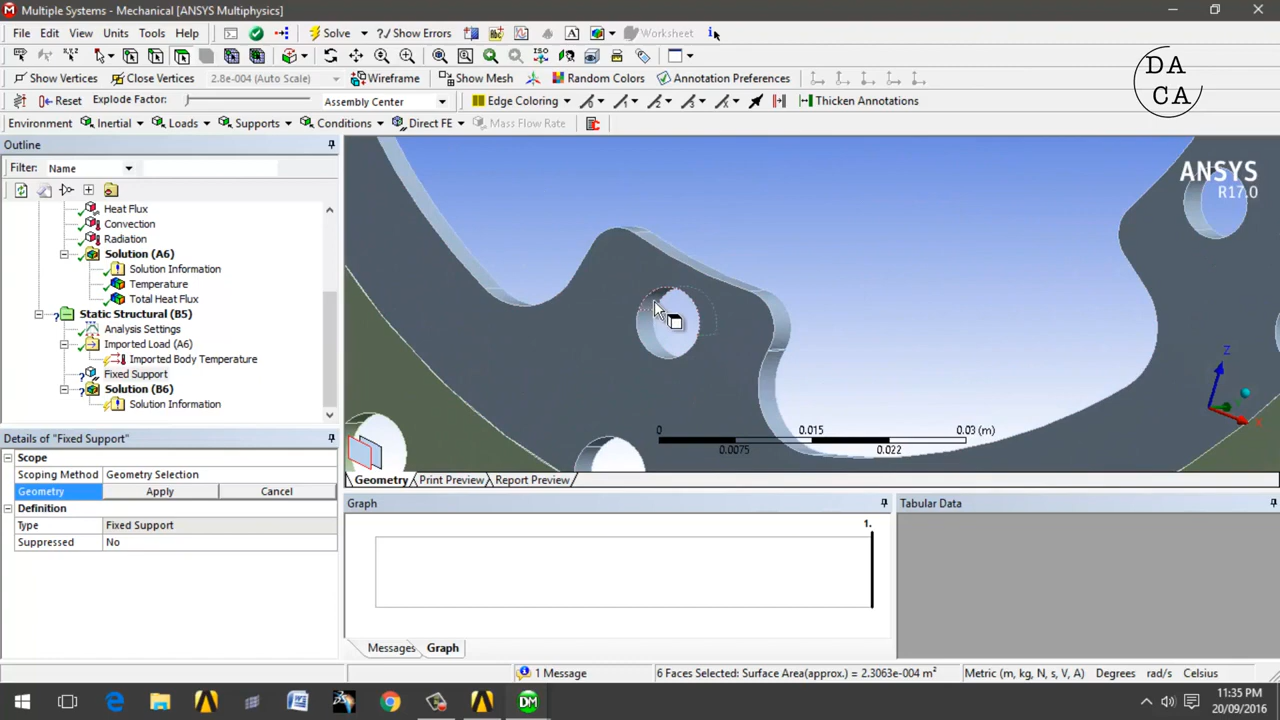 Multiple Systems - Mechanical [ANSYS Multiphysics]
File Edit View Units Tools Help Solve Show Errors Worksheet
Show Vertices Close Vertices 2.8e-004 (Auto Scale) Wireframe Show Mesh Random Colors Annotation Preferences
Reset Explode Factor: Assembly Center Edge Coloring Thicken Annotations
Environment Inertial Loads Supports Conditions Direct FE Mass Flow Rate
DA
CA
Outline
Filter: Name
Heat Flux
Convection
Radiation
Solution (A6)
Solution Information
Temperature
Total Heat Flux
Static Structural (B5)
Analysis Settings
Imported Load (A6)
Imported Body Temperature
Fixed Support
Solution (B6)
Solution Information
ANSYS
R17.0
Z
X
0 0.015 0.03 (m)
0.0075 0.022
Geometry Print Preview Report Preview
Details of "Fixed Support"
Scope
Scoping Method Geometry Selection
Geometry Apply Cancel
Definition
Type Fixed Support
Suppressed No
Graph
1.
Messages Graph
Tabular Data
1 Message 6 Faces Selected: Surface Area(approx.) = 2.3063e-004 m² Metric (m, kg, N, s, V, A) Degrees rad/s Celsius
DM
11:35 PM
20/09/2016